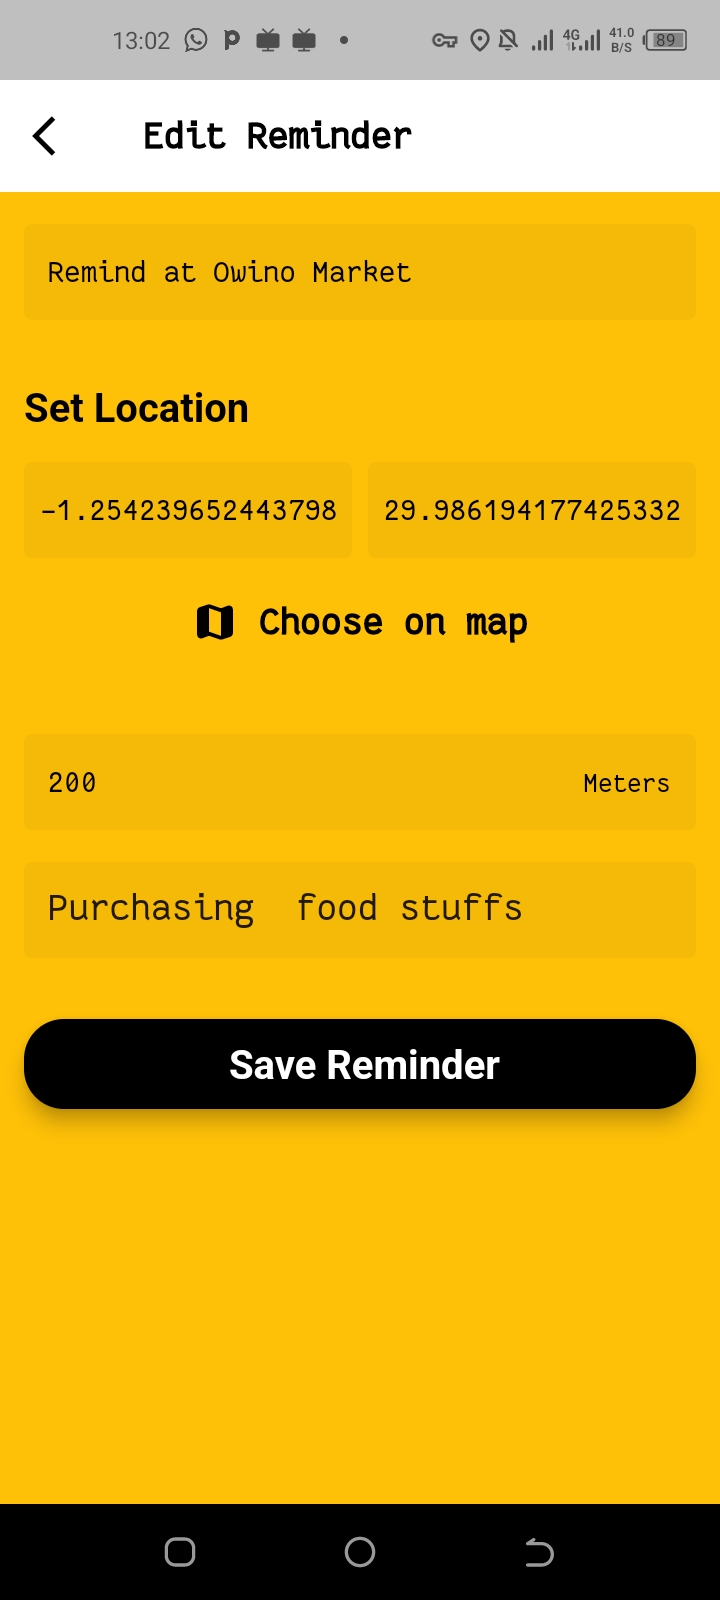 13:02
4G
41.0
B/S
89
Edit Reminder
Remind at Owino Market
Set Location
-1.254239652443798
29.986194177425332
Choose on map
200
Meters
Purchasing  food stuffs
Save Reminder